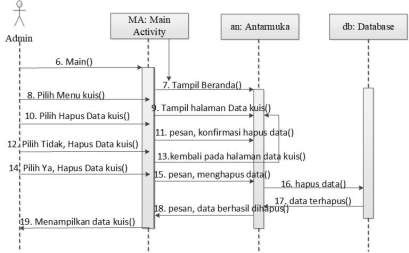 MA: Main
Activity
an: Antarmuka
db: Database
Admin
6. Main()
7. Tampil Beranda()
8. Pilih Menu kuis()
9. Tampil halaman Data kuis()
10. Pilih Hapus Data kuis()
11. pesan, konfirmasi hapus data()
12. Pilih Tidak, Hapus Data kuis()
13.kembali pada halaman data kuis()
14. Pilih Ya, Hapus Data kuis()
15. pesan, menghapus data()
16. hapus data()
17. data terhapus()
18. pesan, data berhasil dihapus()
19. Menampilkan data kuis()